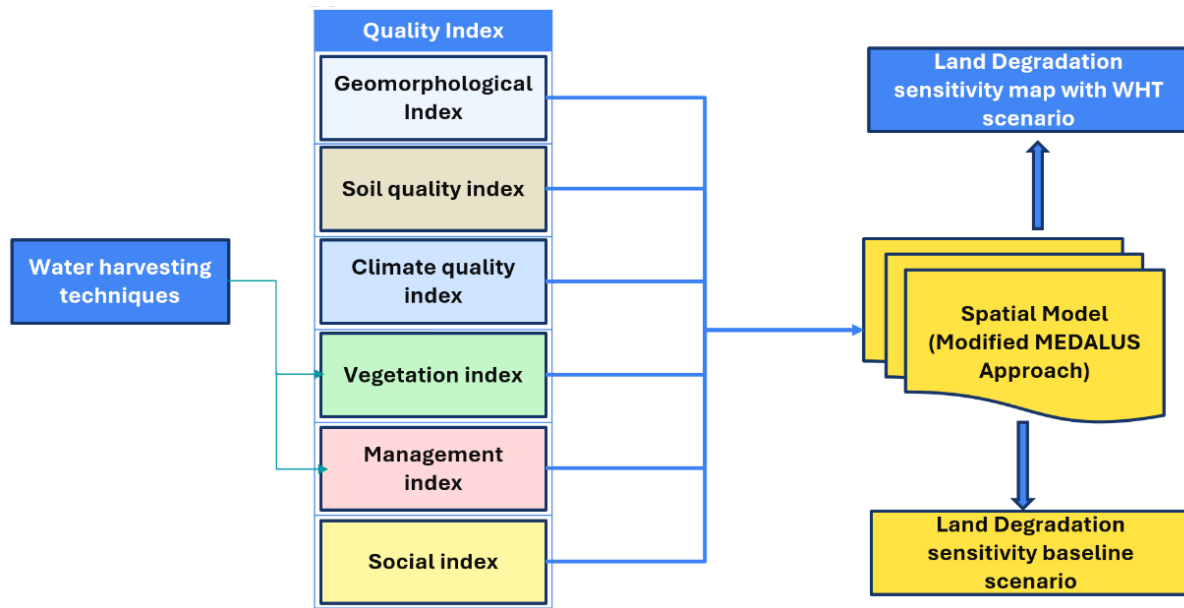 Quality Index
Geomorphological
Index
Soil quality index
Climate quality
index
Vegetation index
Management
index
Social index
Water harvesting
techniques
Land Degradation
sensitivity map with WHT
scenario
Spatial Model
(Modified MEDALUS
Approach)
Land Degradation
sensitivity baseline
scenario